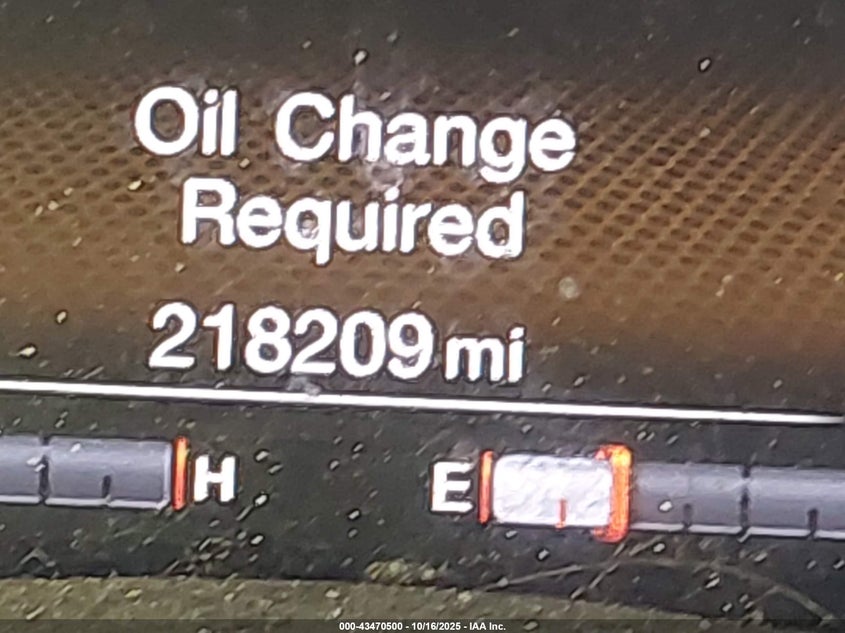 Oil Change
Required
218209 mi
H
E
000-43470500 - 10/16/2025 - IAA Inc.